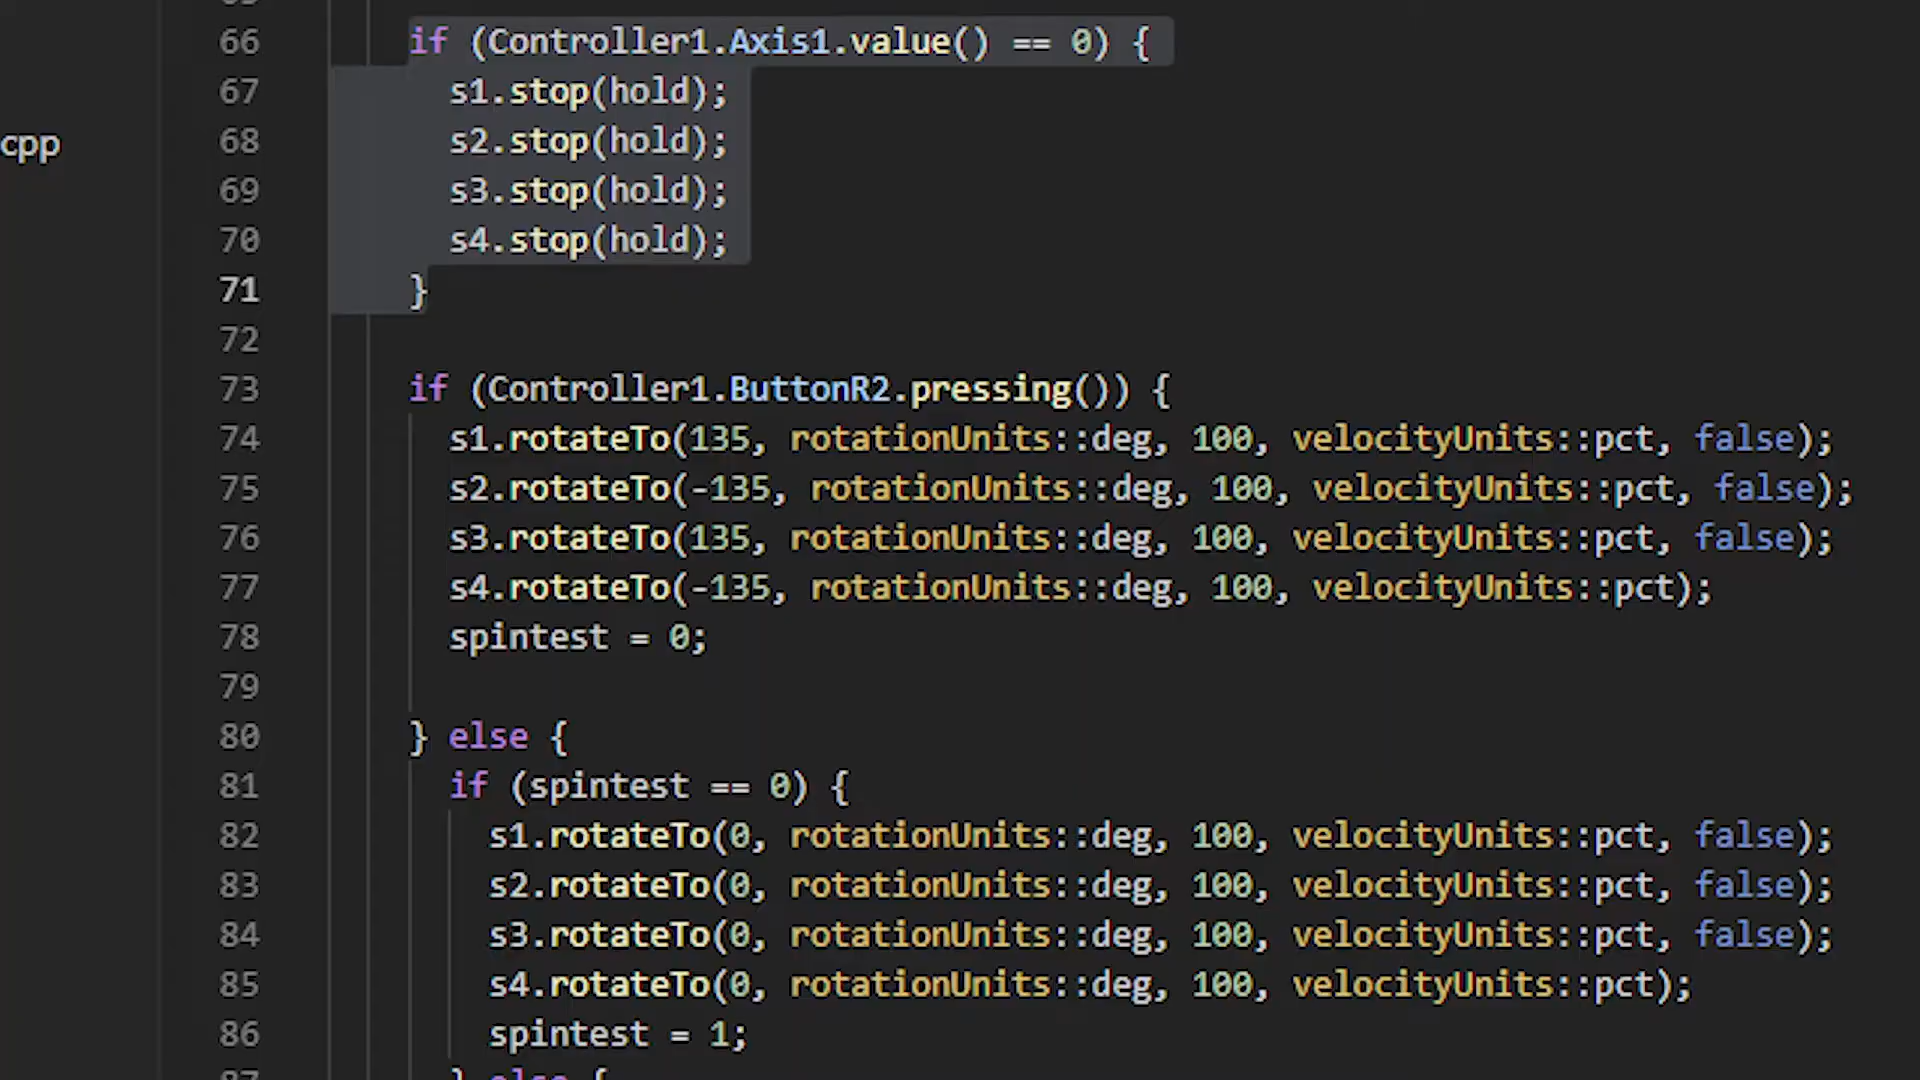 cpp
66 if (Controller1.Axis1.value() == 0) {
67 s1.stop(hold);
68 s2.stop(hold);
69 s3.stop(hold);
70 s4.stop(hold);
71 }
72
73 if (Controller1.ButtonR2.pressing()) {
74 s1.rotateTo(135, rotationUnits::deg, 100, velocityUnits::pct, false);
75 s2.rotateTo(-135, rotationUnits::deg, 100, velocityUnits::pct, false);
76 s3.rotateTo(135, rotationUnits::deg, 100, velocityUnits::pct, false);
77 s4.rotateTo(-135, rotationUnits::deg, 100, velocityUnits::pct);
78 spintest = 0;
79
80 } else {
81 if (spintest == 0) {
82 s1.rotateTo(0, rotationUnits::deg, 100, velocityUnits::pct, false);
83 s2.rotateTo(0, rotationUnits::deg, 100, velocityUnits::pct, false);
84 s3.rotateTo(0, rotationUnits::deg, 100, velocityUnits::pct, false);
85 s4.rotateTo(0, rotationUnits::deg, 100, velocityUnits::pct);
86 spintest = 1;
87 } else {